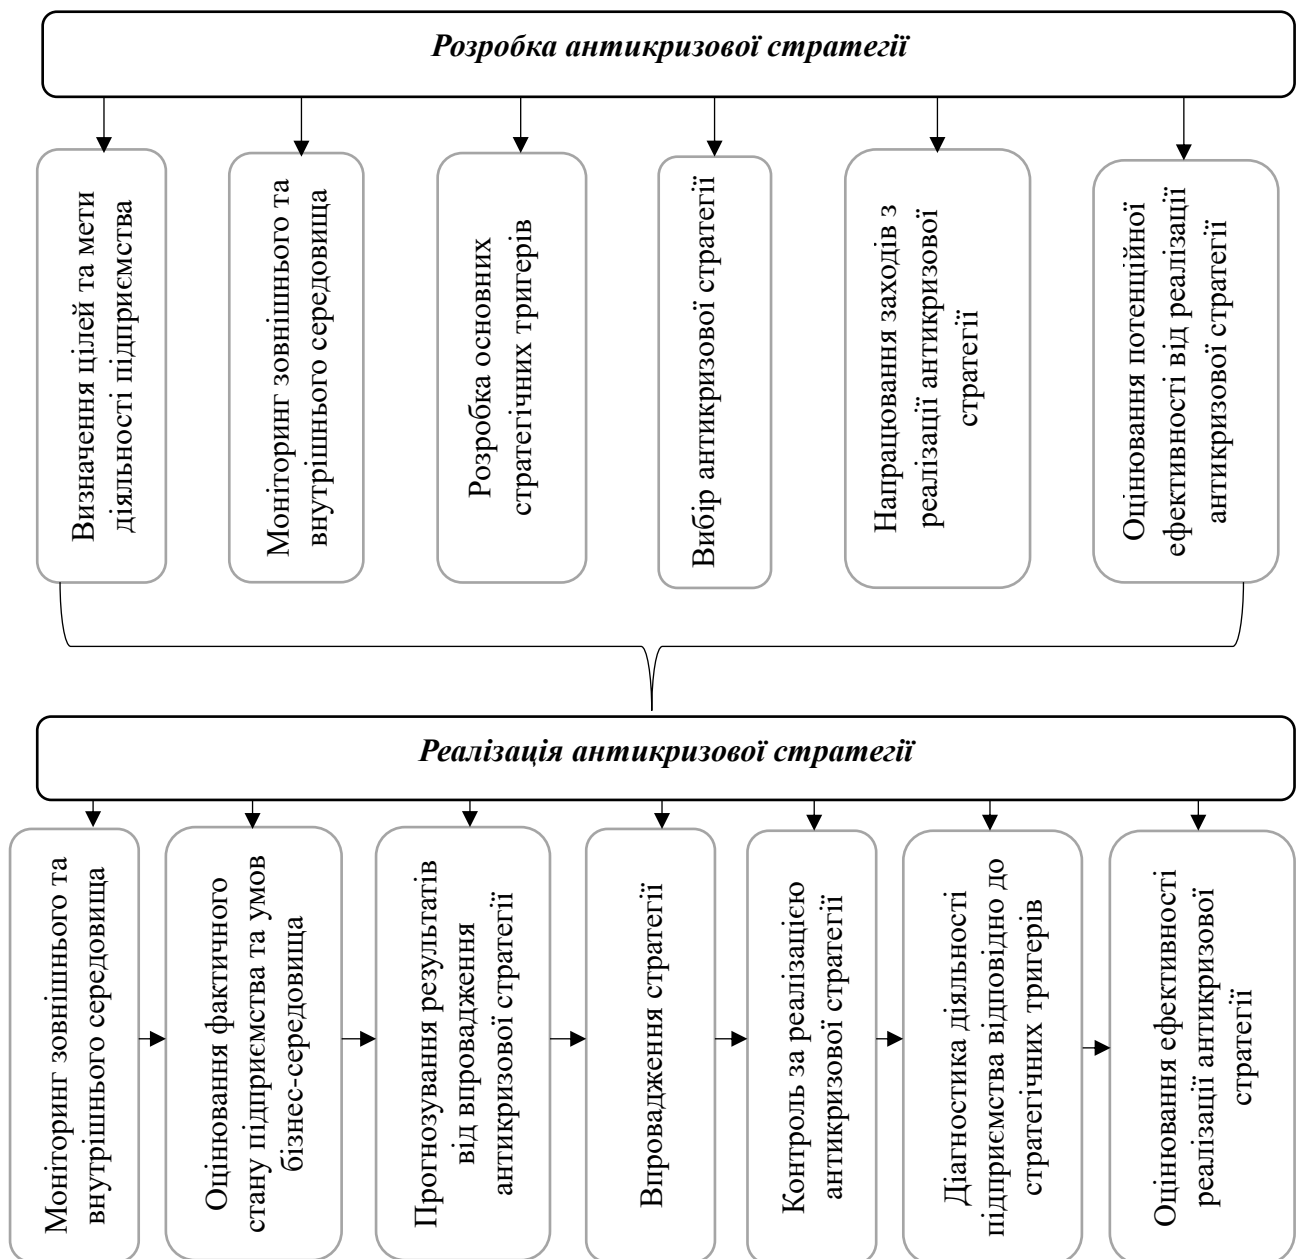 Розробка антикризової стратегії
Визначення цілей та мети
діяльності підприємства
Моніторинг зовнішнього та
внутрішнього середовища
Розробка основних
стратегічних тригерів
Вибір антикризової стратегії
Напрацювання заходів з
реалізації антикризової
стратегії
Оцінювання потенційної
ефективності від реалізації
антикризової стратегії
Реалізація антикризової стратегії
Моніторинг зовнішнього та
внутрішнього середовища
Оцінювання фактичного
стану підприємства та умов
бізнес-середовища
Прогнозування результатів
від впровадження
антикризової стратегії
Впровадження стратегії
Контроль за реалізацією
антикризової стратегії
Діагностика діяльності
підприємства відповідно до
стратегічних тригерів
Оцінювання ефективності
реалізації антикризової
стратегії